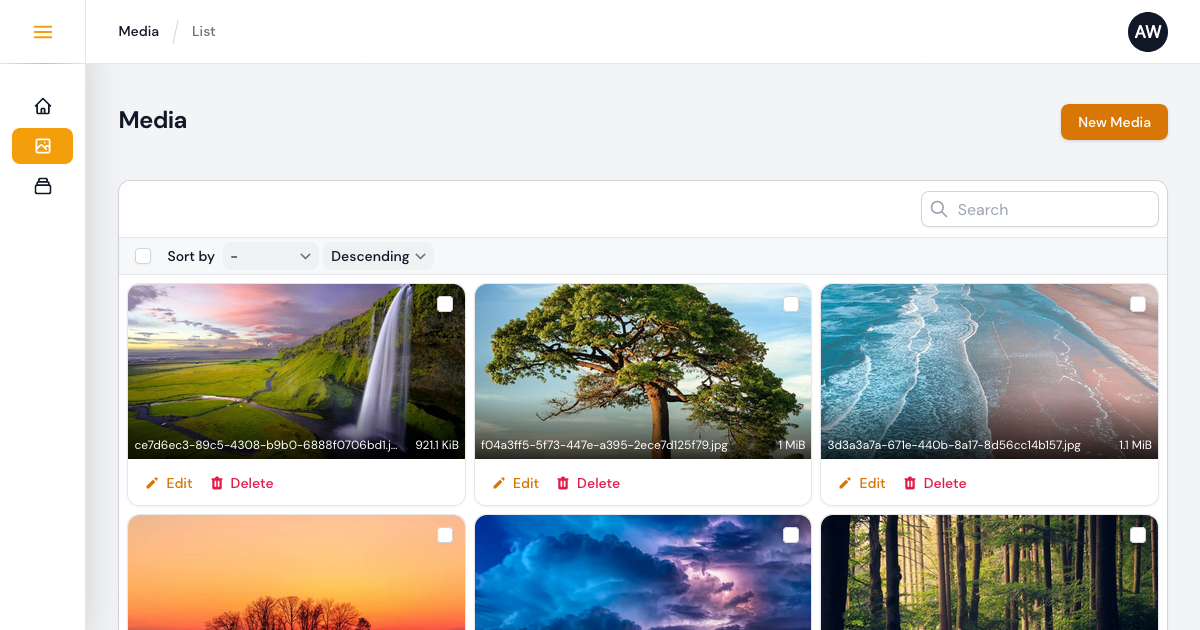 Media
List
AW
Media
New Media
Search
Sort by
-
Descending
ce7d6ec3-89c5-4308-b9b0-6888f0706bd1.j...
921.1 KiB
f04a3ff5-5f73-447e-a395-2ece7d125f79.jpg
1 MiB
3d3a3a7a-671e-440b-8a17-8d56cc14b157.jpg
1.1 MiB
Edit
Delete
Edit
Delete
Edit
Delete